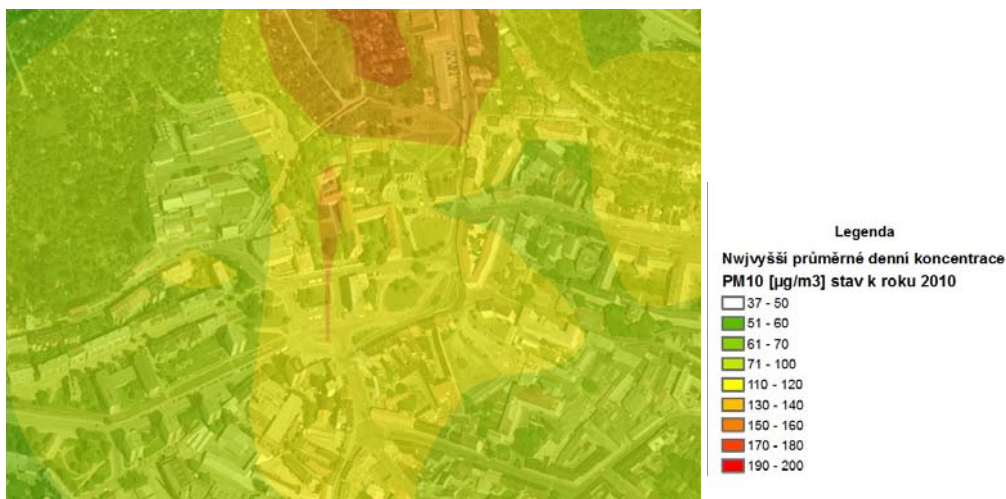 Legenda
Nwjvyšší průměrné denní koncentrace
PM10 [µg/m3] stav k roku 2010
37 - 50
51 - 60
61 - 70
71 - 100
110 - 120
130 - 140
150 - 160
170 - 180
190 - 200